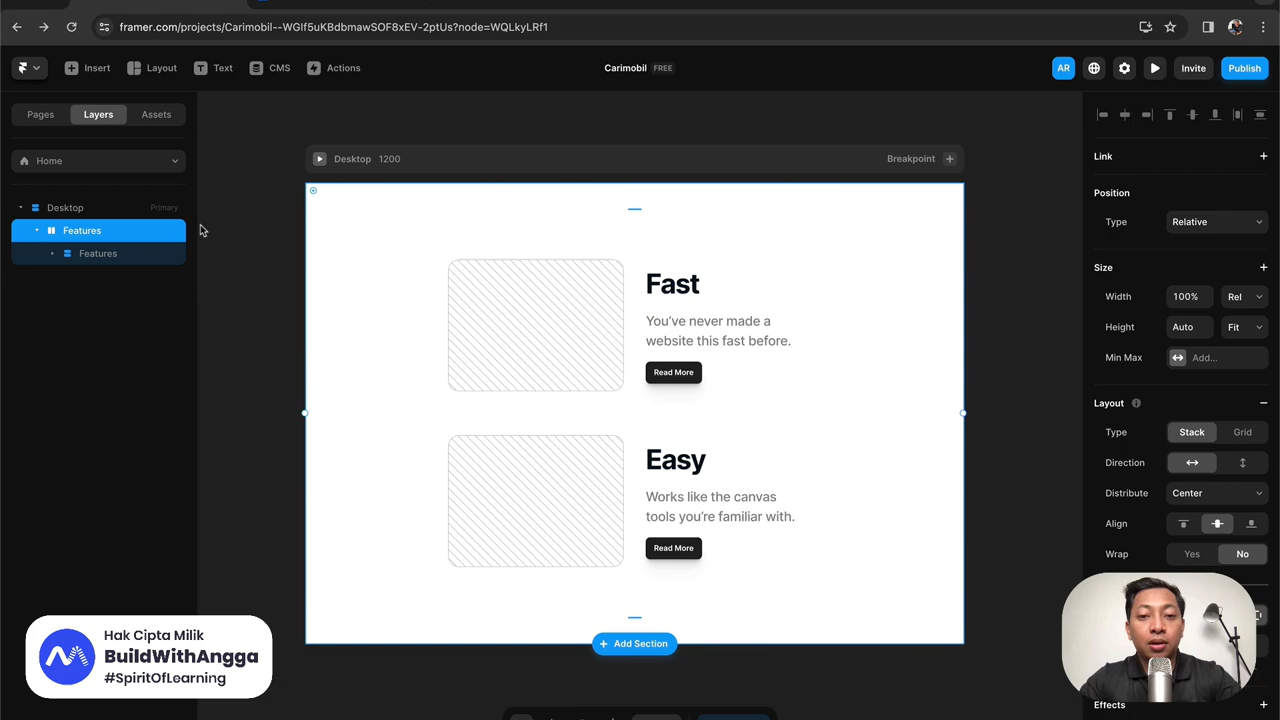 framer.com/projects/Carimobil--WGlf5uKBdbmawSOF8xEV-2ptUs?node=WQLkyLRf1
Insert Layout Text CMS Actions
Carimobil FREE
AR Invite Publish
Pages Layers Assets
Home
Desktop Primary
Features
Features
Desktop 1200
Breakpoint
Fast
You've never made a
website this fast before.
Read More
Easy
Works like the canvas
tools you're familiar with.
Read More
Add Section
Link
Position
Type Relative
Size
Width 100% Rel
Height Auto Fit
Min Max Add...
Layout
Type Stack Grid
Direction
Distribute Center
Align
Wrap Yes No
Effects
Hak Cipta Milik
BuildWithAngga
#SpiritOfLearning